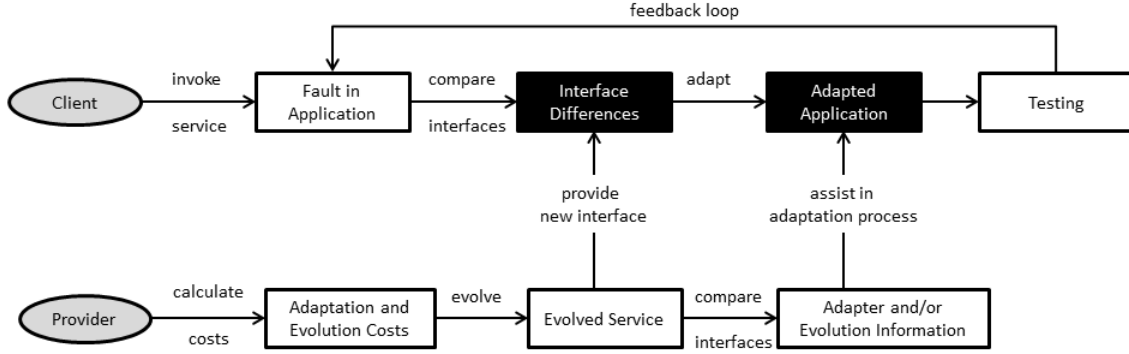 feedback loop
Client
invoke
service
Fault in
Application
compare
interfaces
Interface
Differences
adapt
Adapted
Application
Testing
provide
new interface
assist in
adaptation process
Provider
calculate
costs
Adaptation and
Evolution Costs
evolve
Evolved Service
compare
interfaces
Adapter and/or
Evolution Information